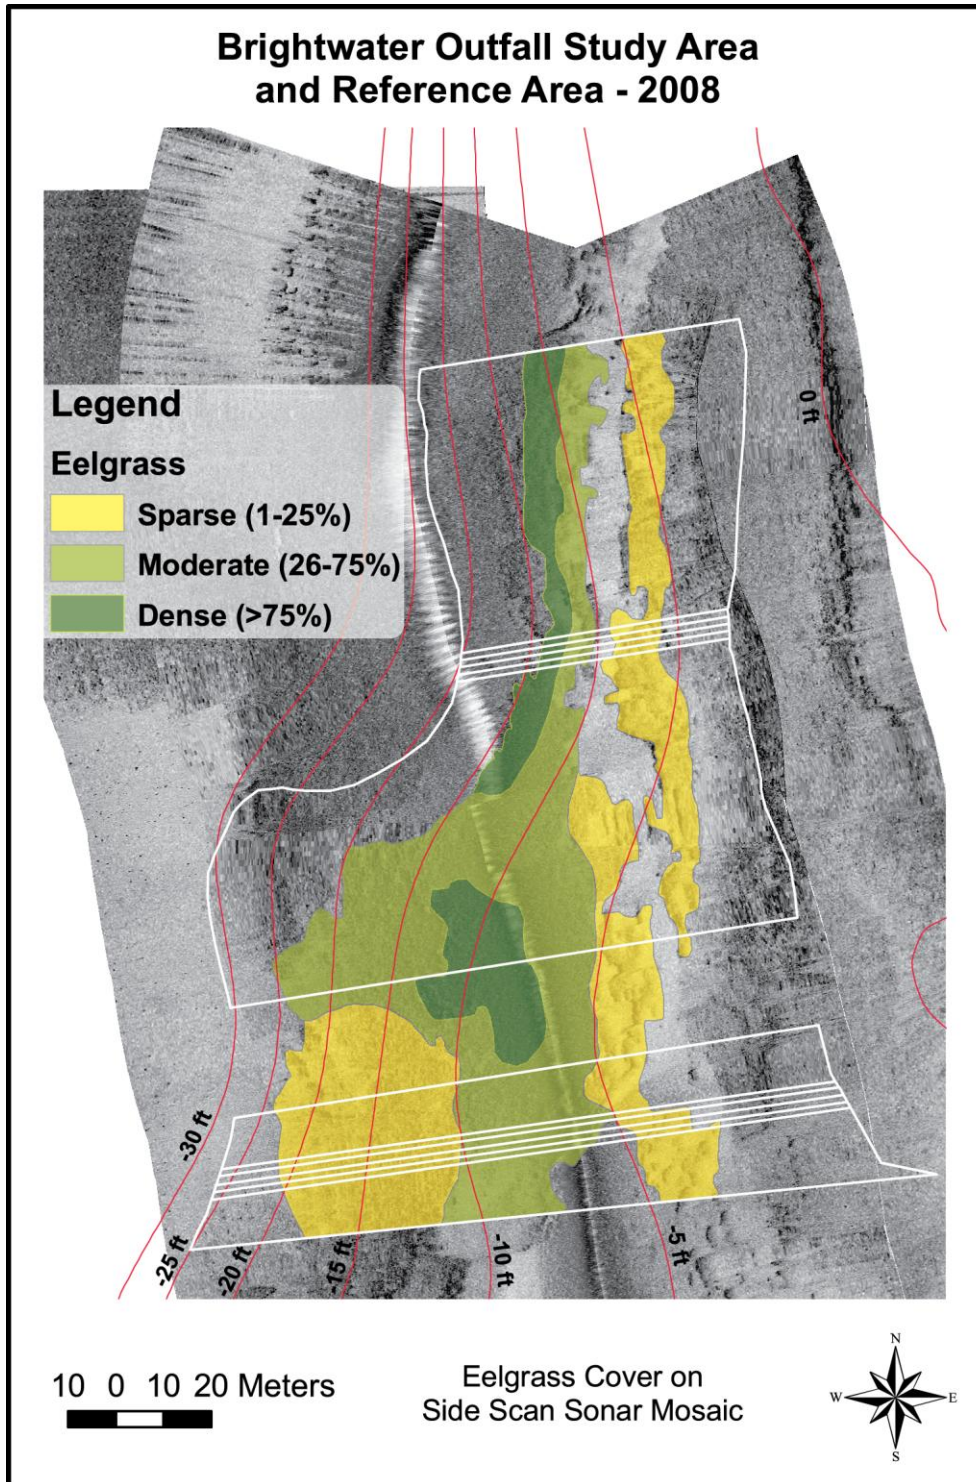 Brightwater Outfall Study Area
and Reference Area - 2008
0 ft
Legend
Eelgrass
Sparse (1-25%)
Moderate (26-75%)
Dense (>75%)
-30 ft
-25 ft
-20 ft
-15 ft
-10 ft
-5 ft
10 0 10 20 Meters
Eelgrass Cover on
Side Scan Sonar Mosaic
N
W
E
S